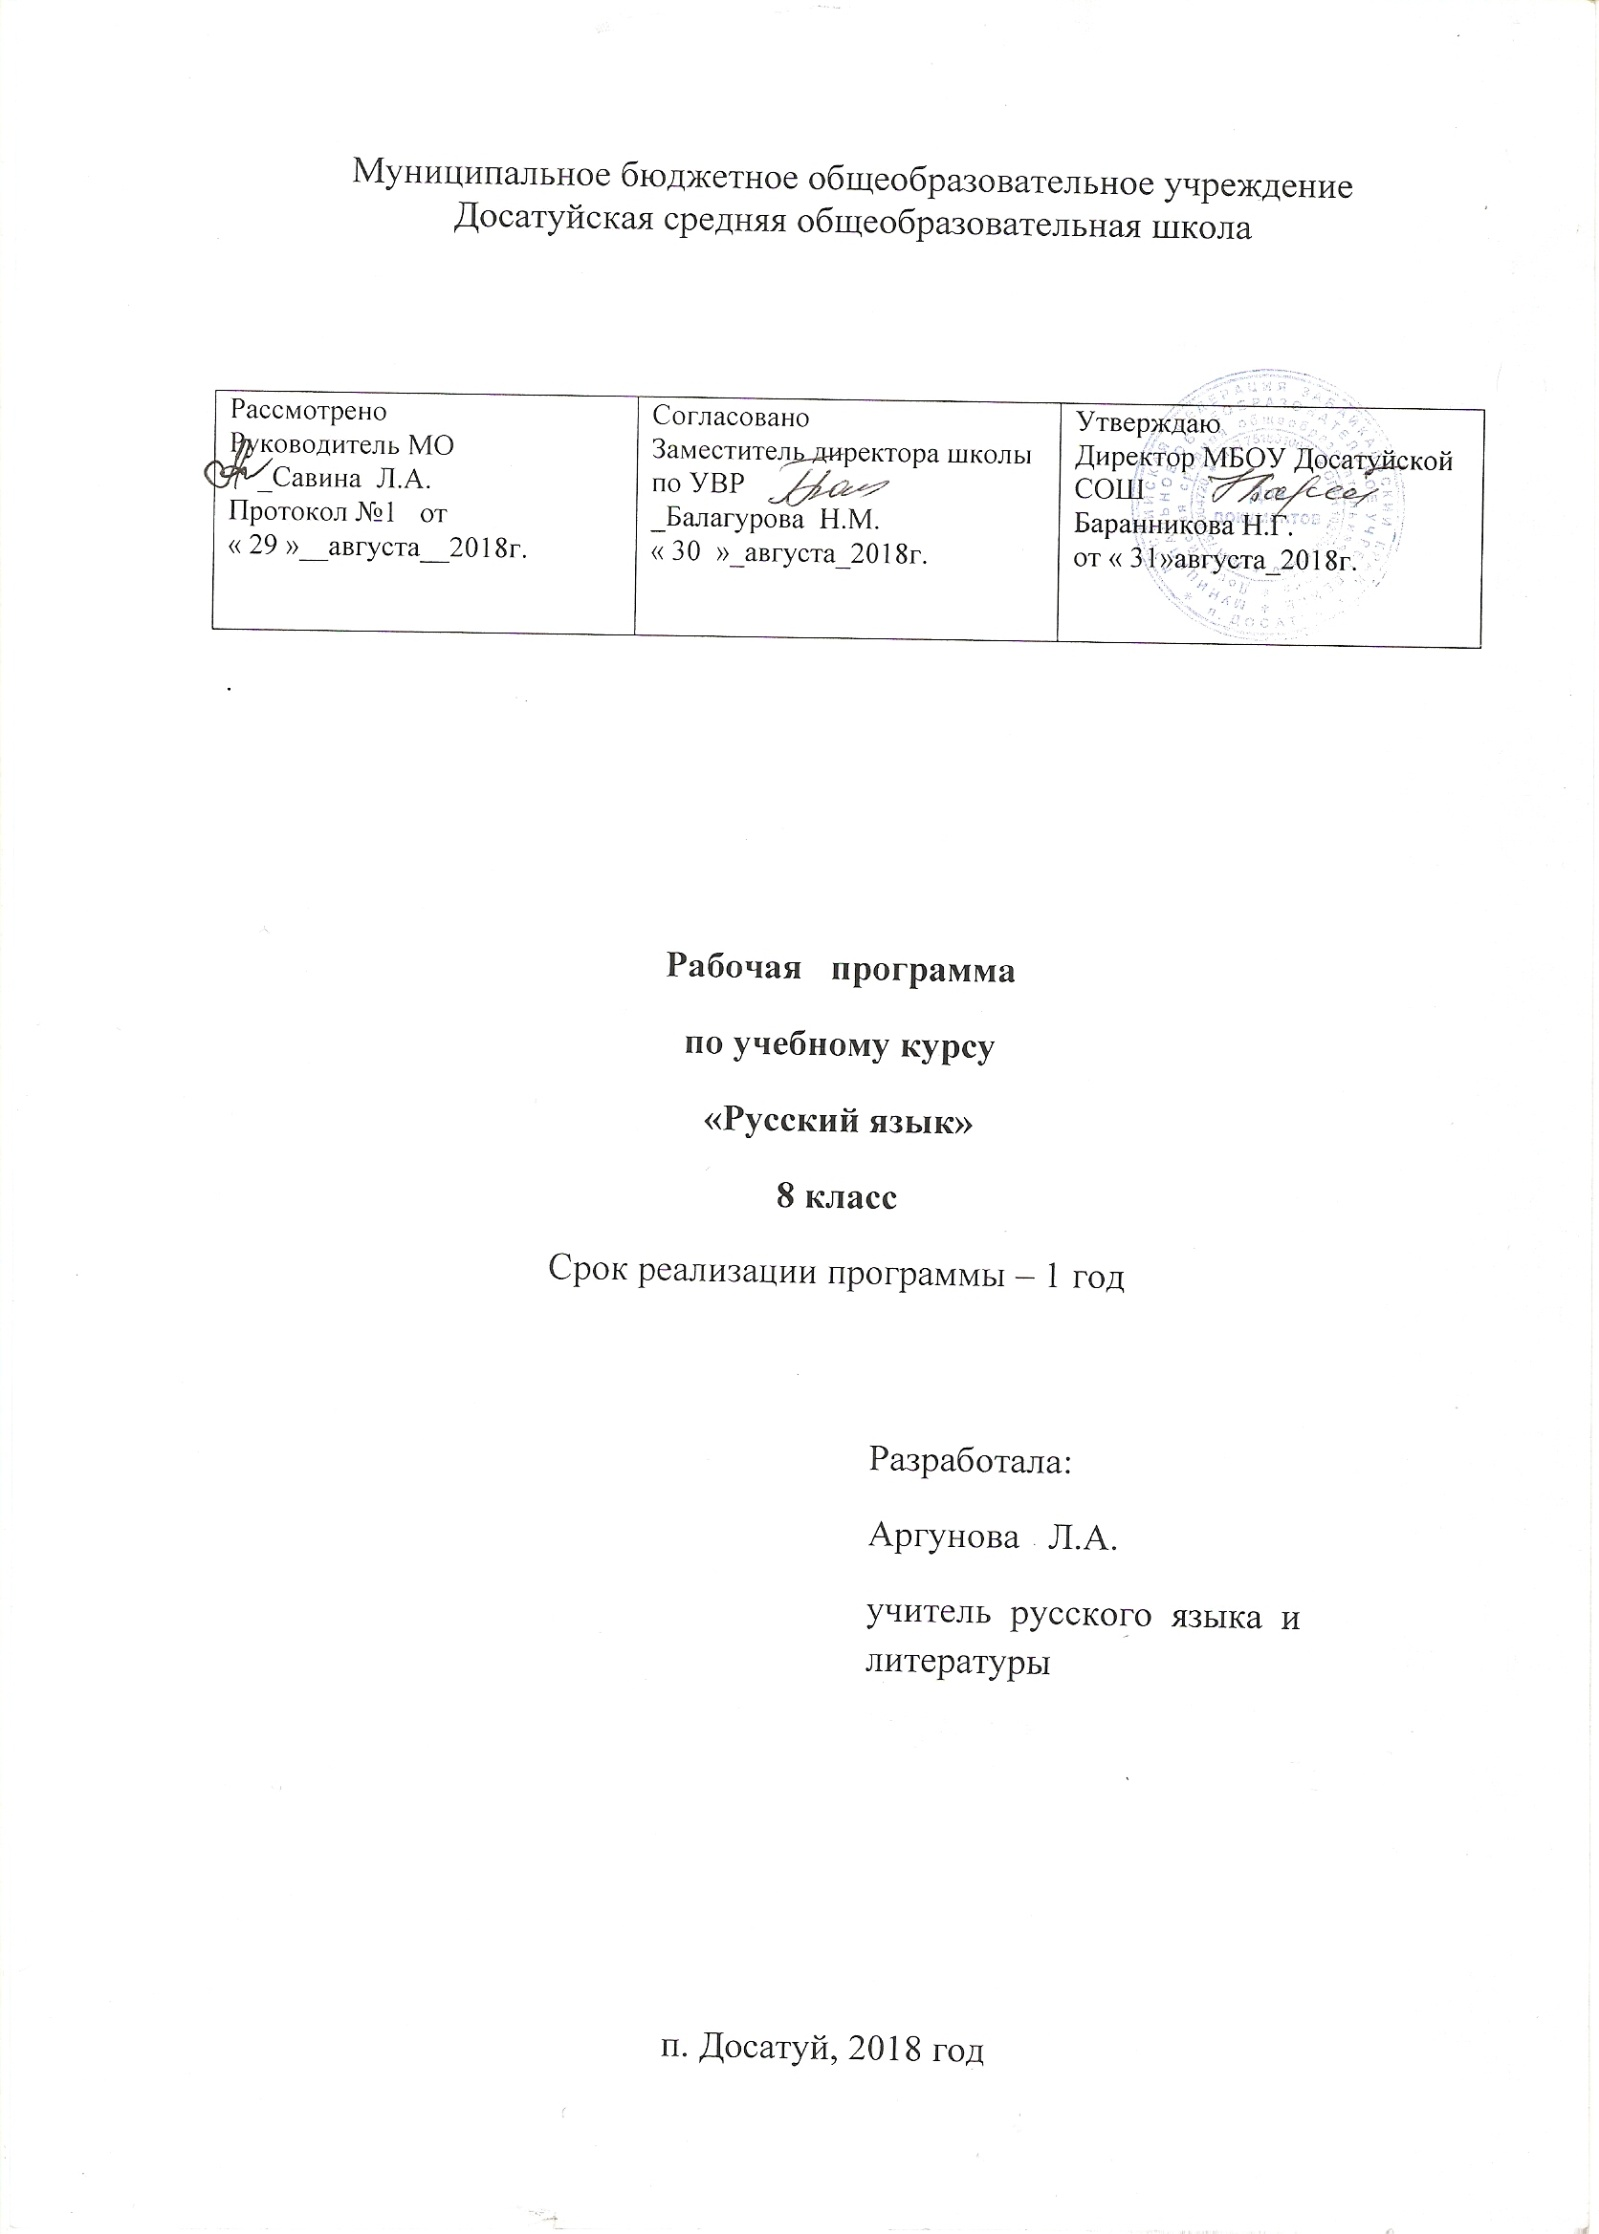 Муниципальное бюджетное общеобразовательное учреждение
Досатуйская средняя общеобразовательная школа
Рассмотрено
Руководитель МО
_Савина Л.А.
Протокол №1 от
« 29 »__августа__2018г.
Согласовано
Заместитель директора школы
по УВР
_Балагурова Н.М.
« 30 »_августа_2018г.
Утверждаю
Директор МБОУ Досатуйской
СОШ
Баранникова Н.Г.
от « 31»августа_2018г.
ДОКУМЕНТОВ
Рабочая программа
по учебному курсу
«Русский язык»
8 класс
Срок реализации программы – 1 год
Разработала:
Аргунова Л.А.
учитель русского языка и
литературы
п. Досатуй, 2018 год